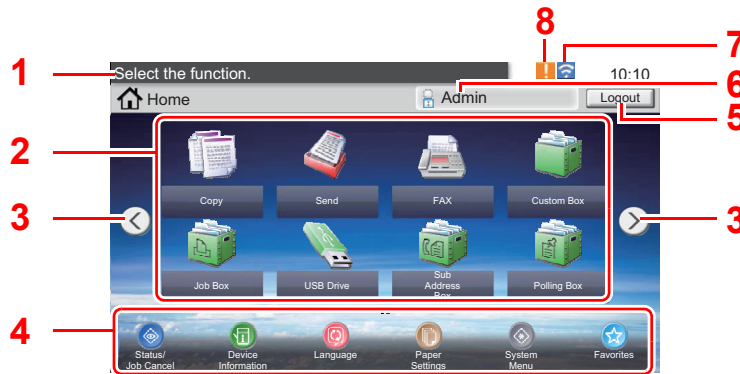 8
7
1
Select the function.
10:10
6
Home
Admin
Logout
5
2
Copy
Send
FAX
Custom Box
3
3
Job Box
USB Drive
Sub
Address
Box
Polling Box
4
Status/
Job Cancel
Device
Information
Language
Paper
Settings
System
Menu
Favorites